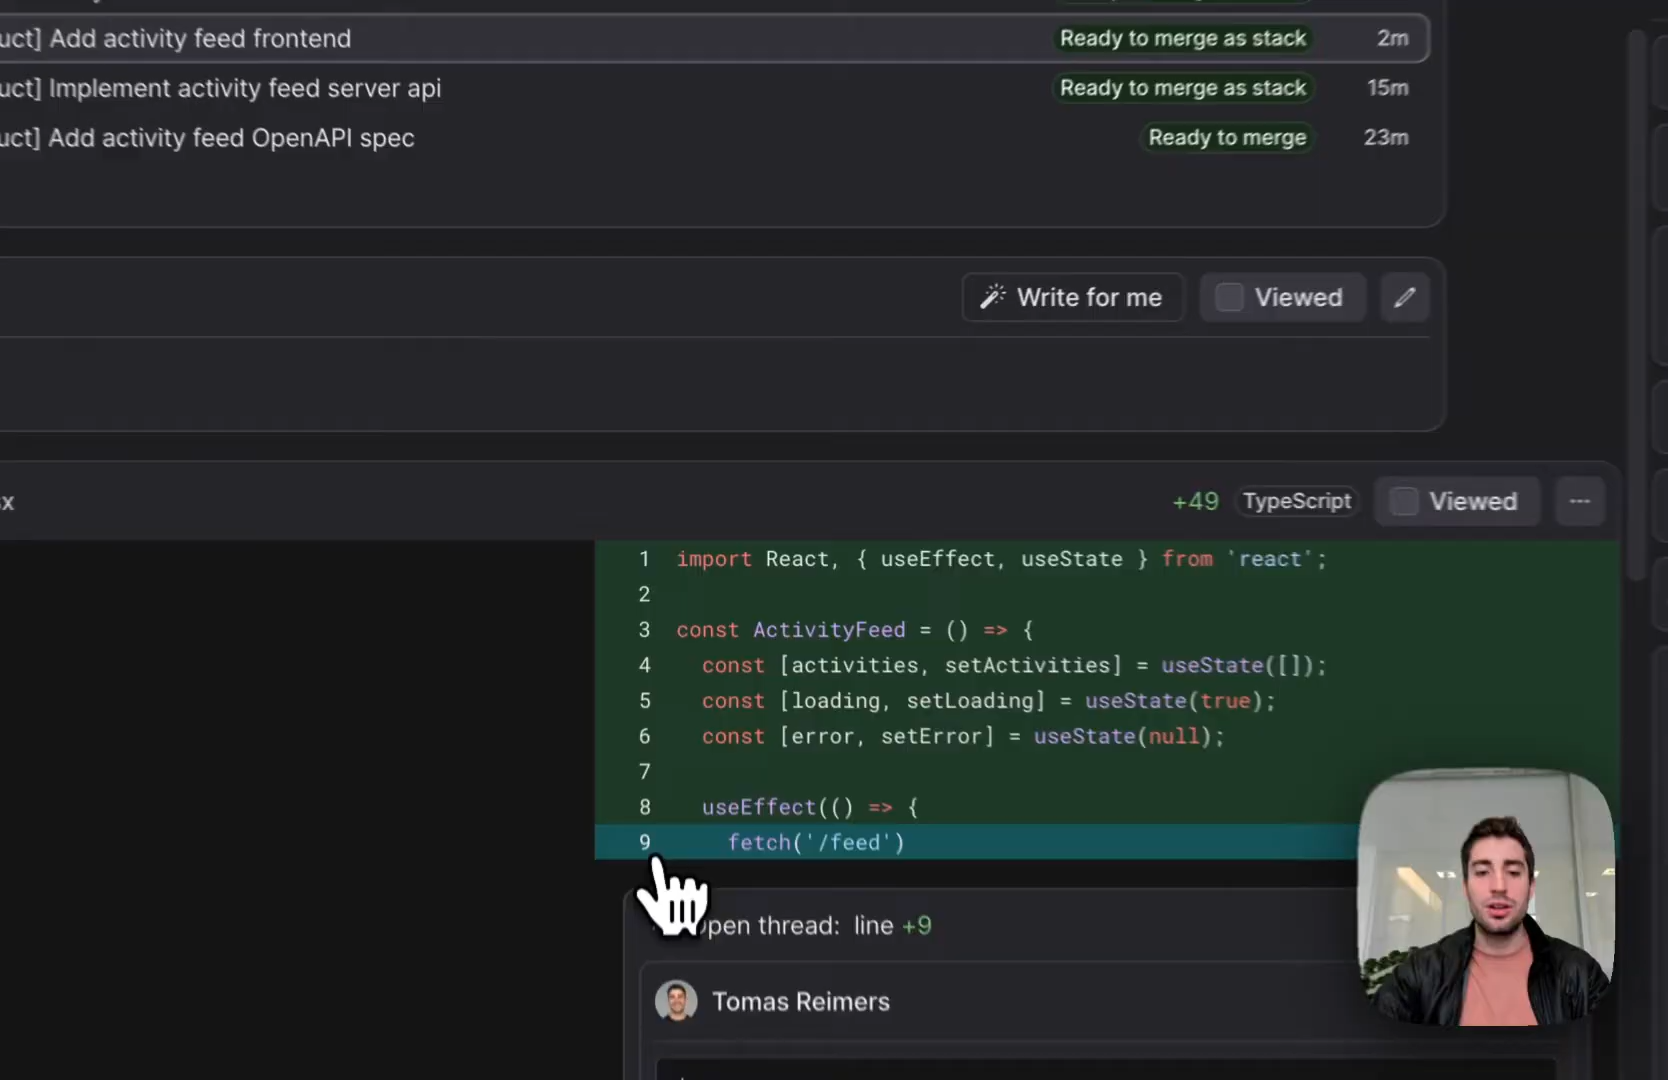 uct] Add activity feed frontend Ready to merge as stack 2m
uct] Implement activity feed server api Ready to merge as stack 15m
uct] Add activity feed OpenAPI spec Ready to merge 23m
Write for me Viewed
+49 TypeScript Viewed ...
1 import React, { useEffect, useState } from 'react';
2
3 const ActivityFeed = () => {
4 const [activities, setActivities] = useState([]);
5 const [loading, setLoading] = useState(true);
6 const [error, setError] = useState(null);
7
8 useEffect(() => {
9 fetch('/feed')
pen thread: line +9
Tomas Reimers